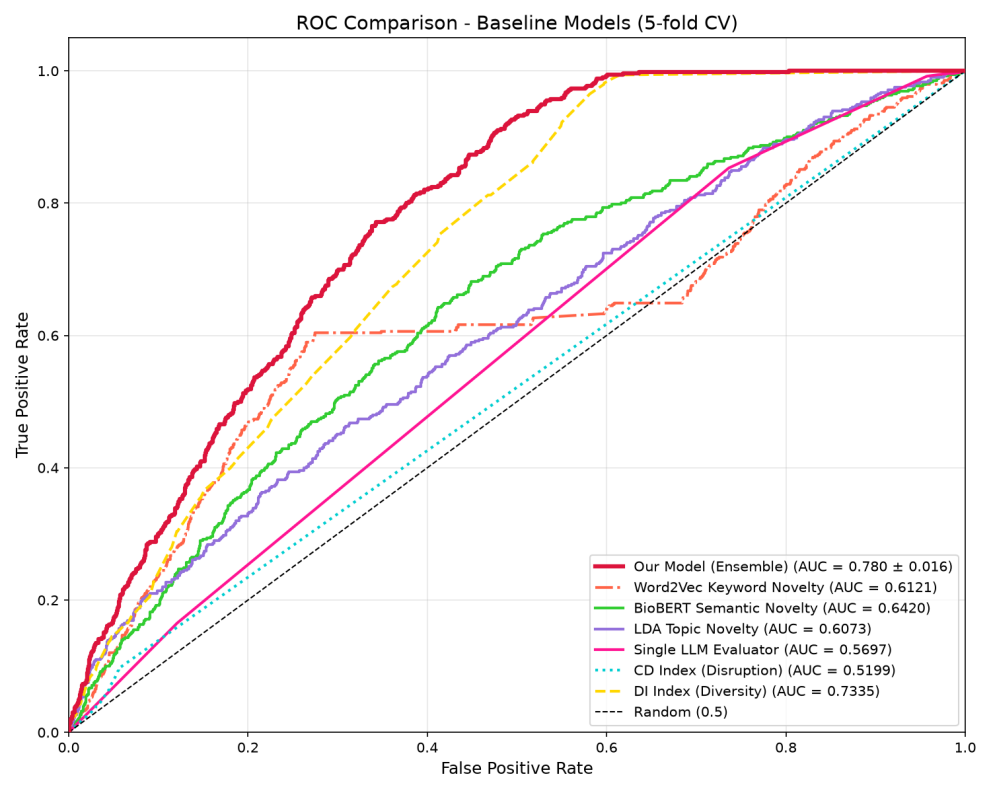 ROC Comparison - Baseline Models (5-fold CV)
True Positive Rate
1.0
0.8
0.6
0.4
0.2
0.0
0.0 0.2 0.4 0.6 0.8 1.0
False Positive Rate
Our Model (Ensemble) (AUC = 0.780 ± 0.016)
Word2Vec Keyword Novelty (AUC = 0.6121)
BioBERT Semantic Novelty (AUC = 0.6420)
LDA Topic Novelty (AUC = 0.6073)
Single LLM Evaluator (AUC = 0.5697)
CD Index (Disruption) (AUC = 0.5199)
DI Index (Diversity) (AUC = 0.7335)
Random (0.5)